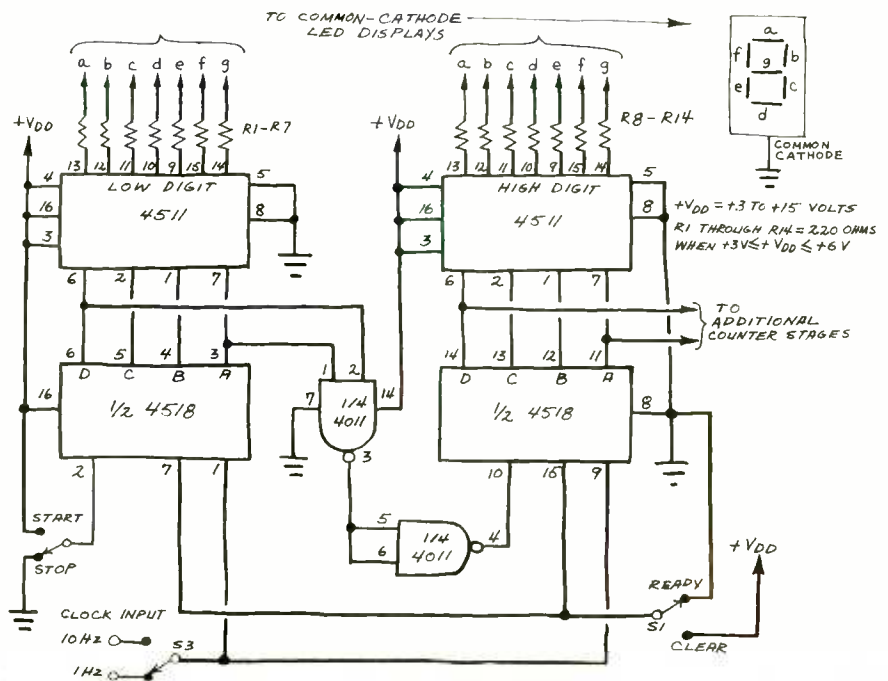 TO COMMON-CATHODE
LED DISPLAYS
a
f g b
e c
d
COMMON
CATHODE
a b c d e f g
a b c d e f g
+VDD
R1-R7
+VDD
R8-R14
13 12 11 10 9 15 14
13 12 11 10 9 15 14
4
16
3
LOW DIGIT
4511
5
8
4
16
3
HIGH DIGIT
4511
5
8
+VDD = +3 TO +15 VOLTS
R1 THROUGH R14 = 220 OHMS
WHEN +3V ≤ +VDD ≤ +6V
6 2 1 7
6 2 1 7
TO
ADDITIONAL
COUNTER STAGES
6 5 4 3
D C B A
16
1/2 4518
2 7 1
1 2
7
1/4
4011
14
3
14 13 12 11
D C B A
1/2 4518
8
10 16 9
5
6
1/4
4011
4
START
STOP
CLOCK INPUT
10HZ
1HZ
S3
READY
S1
CLEAR
+VDD